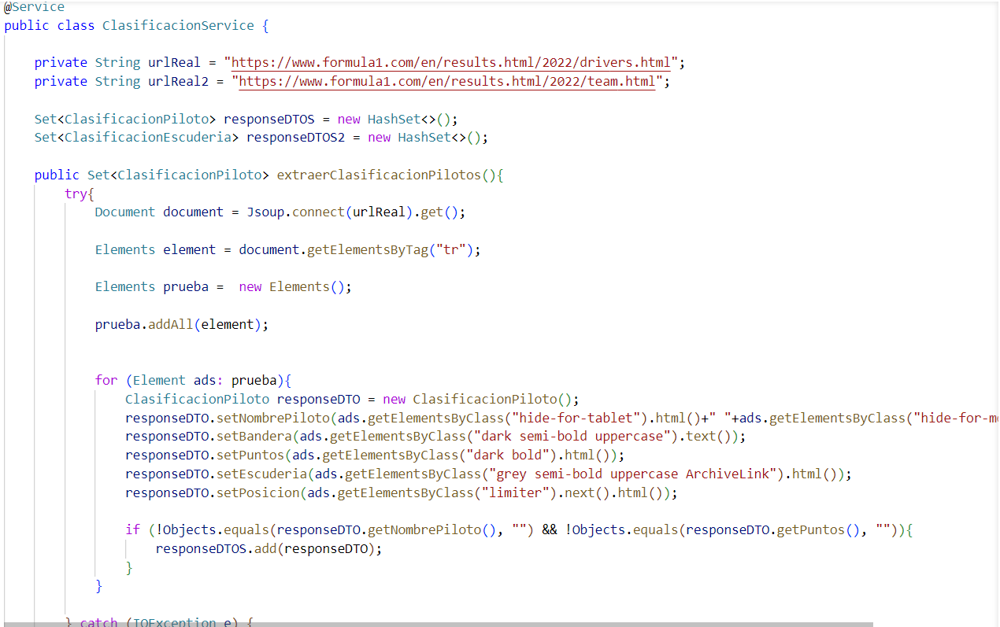 @Service
public class ClasificacionService {
private String urlReal = "https://www.formula1.com/en/results.html/2022/drivers.html";
private String urlReal2 = "https://www.formula1.com/en/results.html/2022/team.html";
Set<ClasificacionPiloto> responseDTOS = new HashSet<>();
Set<ClasificacionEscuderia> responseDTOS2 = new HashSet<>();
public Set<ClasificacionPiloto> extraerClasificacionPilotos(){
try{
Document document = Jsoup.connect(urlReal).get();
Elements element = document.getElementsByTag("tr");
Elements prueba =  new Elements();
prueba.addAll(element);
for (Element ads: prueba){
ClasificacionPiloto responseDTO = new ClasificacionPiloto();
responseDTO.setNombrePiloto(ads.getElementsByClass("hide-for-tablet").html()+" "+ads.getElementsByClass("hide-for-m
responseDTO.setBandera(ads.getElementsByClass("dark semi-bold uppercase").text());
responseDTO.setPuntos(ads.getElementsByClass("dark bold").html());
responseDTO.setEscuderia(ads.getElementsByClass("grey semi-bold uppercase ArchiveLink").html());
responseDTO.setPosicion(ads.getElementsByClass("limiter").next().html());
if (!Objects.equals(responseDTO.getNombrePiloto(), "") && !Objects.equals(responseDTO.getPuntos(), "")){
responseDTOS.add(responseDTO);
}
}
} catch (IOException e) {